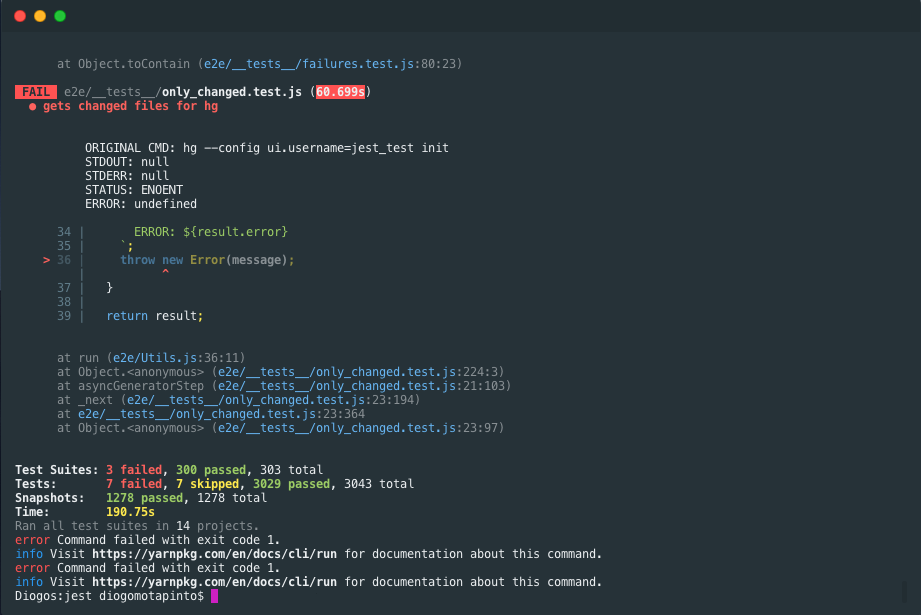 at Object.toContain (e2e/__tests__/failures.test.js:80:23)
FAIL e2e/__tests__/only_changed.test.js (60.699s)
● gets changed files for hg
ORIGINAL CMD: hg --config ui.username=jest_test init
STDOUT: null
STDERR: null
STATUS: ENOENT
ERROR: undefined
34 |       ERROR: ${result.error}
35 |     `;
> 36 |     throw new Error(message);
|           ^
37 |   }
38 |
39 |   return result;
at run (e2e/Utils.js:36:11)
at Object.<anonymous> (e2e/__tests__/only_changed.test.js:224:3)
at asyncGeneratorStep (e2e/__tests__/only_changed.test.js:21:103)
at _next (e2e/__tests__/only_changed.test.js:23:194)
at e2e/__tests__/only_changed.test.js:23:364
at Object.<anonymous> (e2e/__tests__/only_changed.test.js:23:97)
Test Suites: 3 failed, 300 passed, 303 total
Tests:       7 failed, 7 skipped, 3029 passed, 3043 total
Snapshots:   1278 passed, 1278 total
Time:        190.75s
Ran all test suites in 14 projects.
error Command failed with exit code 1.
info Visit https://yarnpkg.com/en/docs/cli/run for documentation about this command.
error Command failed with exit code 1.
info Visit https://yarnpkg.com/en/docs/cli/run for documentation about this command.
Diogos:jest diogomotapinto$